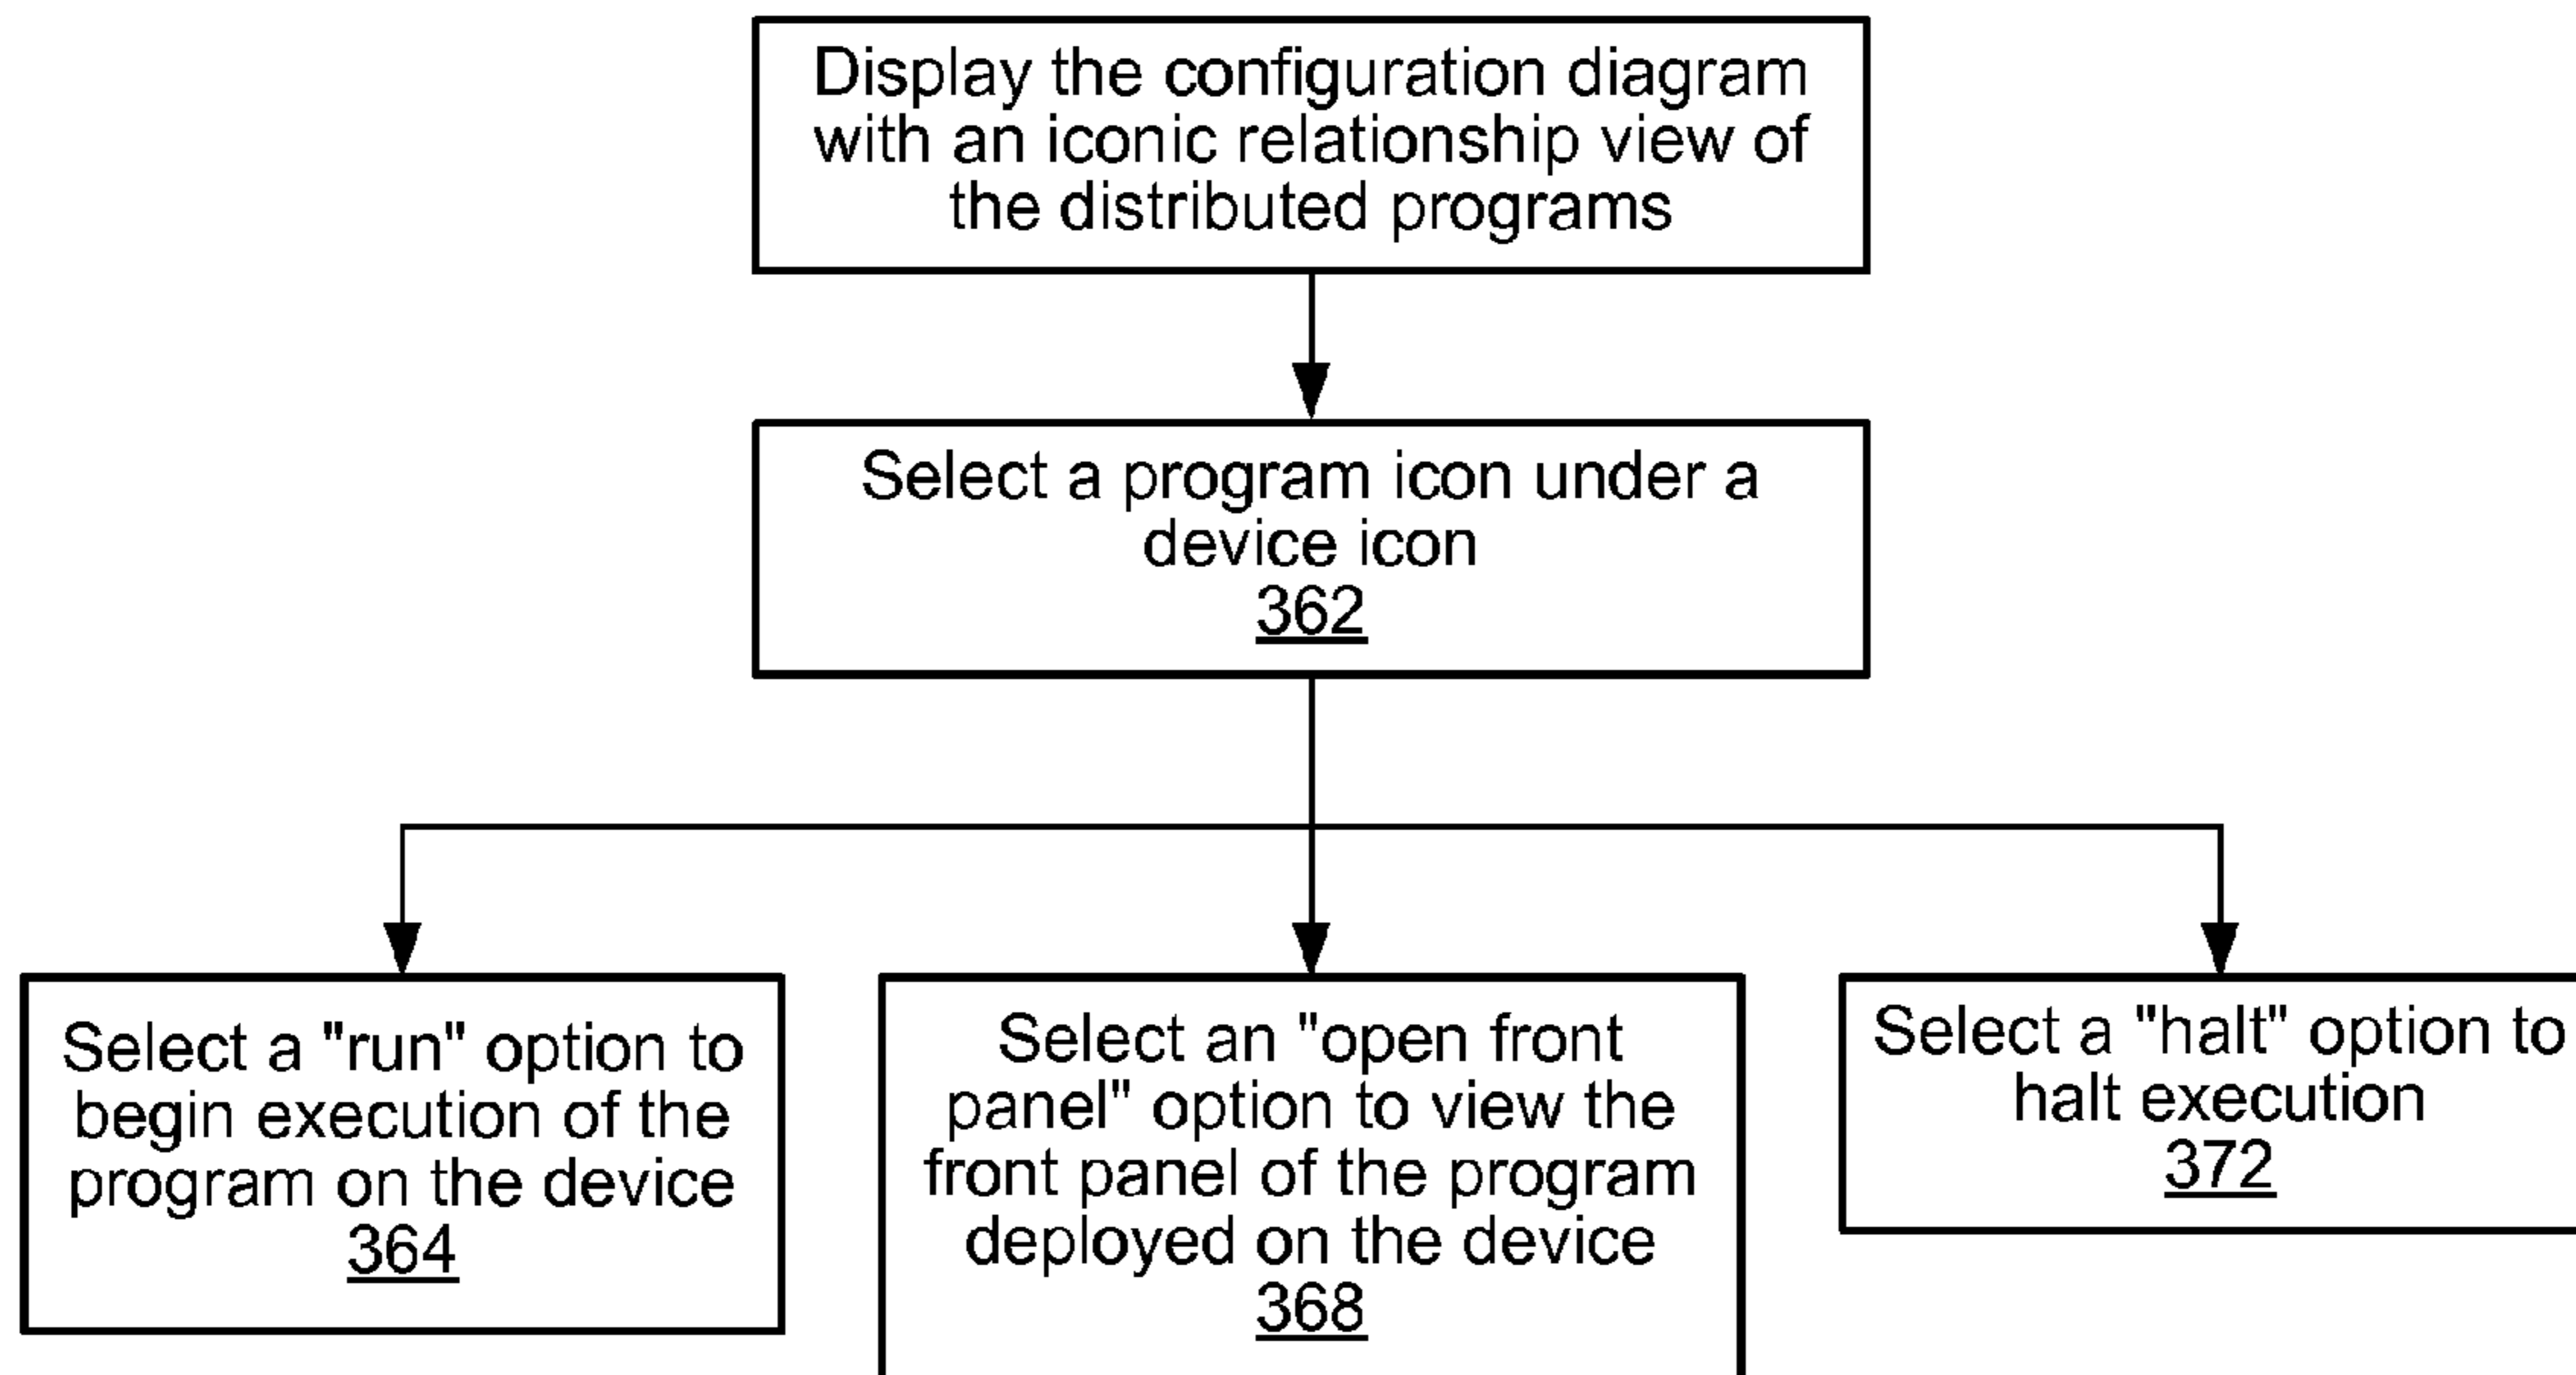 Display the configuration diagram
with an iconic relationship view of
the distributed programs
Select a program icon under a
device icon
362
Select a "run" option to
begin execution of the
program on the device
364
Select an "open front
panel" option to view the
front panel of the program
deployed on the device
368
Select a "halt" option to
halt execution
372